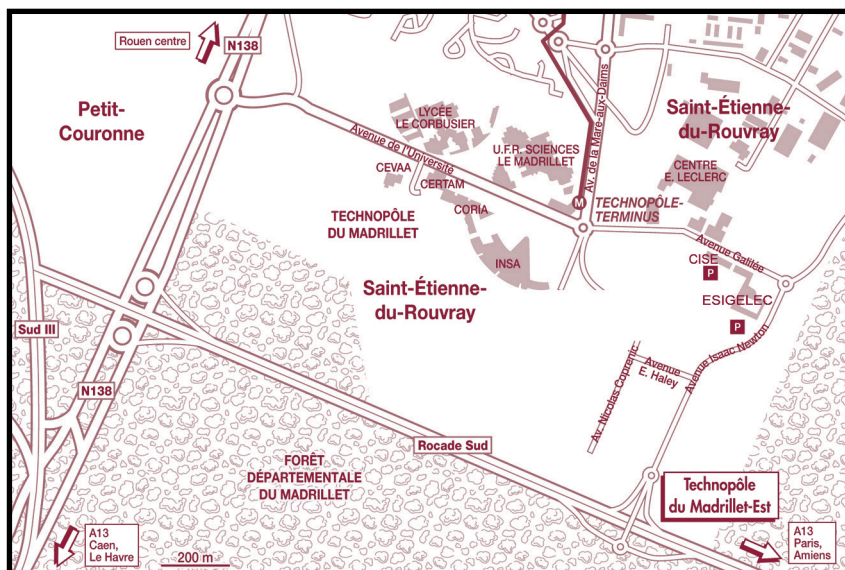 Rouen centre
N138
Petit-
Couronne
LYCÉE
LE CORBUSIER
Avenue de l'Université
U.F.R. SCIENCES
LE MADRILLET
Av. de la Mare-aux-Daims
Saint-Étienne-
du-Rouvray
CENTRE
E. LECLERC
CEVAA
CERTAM
CORIA
M
TECHNOPÔLE-
TERMINUS
TECHNOPÔLE
DU MADRILLET
INSA
Avenue Galilée
CISE
P
ESIGELEC
P
Saint-Étienne-
du-Rouvray
Sud III
N138
Avenue Isaac Newton
Avenue
E. Haley
Av. Nicolas Coprenic
Rocade Sud
FORÊT
DÉPARTEMENTALE
DU MADRILLET
Technopôle
du Madrillet-Est
A13
Caen,
Le Havre
200 m
A13
Paris,
Amiens